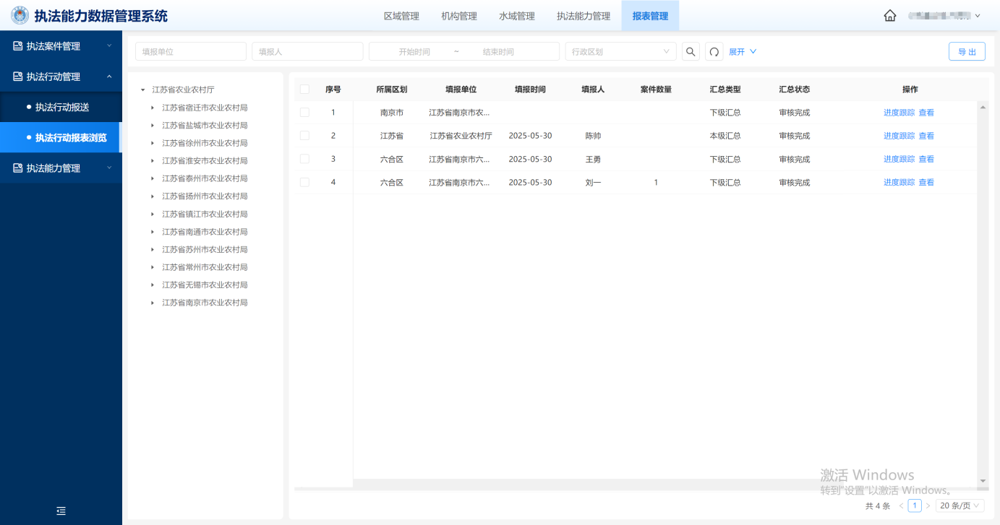 执法能力数据管理系统
区域管理 机构管理 水域管理 执法能力管理 报表管理
执法案件管理
执法行动管理
执法行动报送
执法行动报表浏览
执法能力管理
填报单位 填报人 开始时间 ~ 结束时间 行政区划 展开 导出
江苏省农业农村厅
江苏省宿迁市农业农村局
江苏省盐城市农业农村局
江苏省徐州市农业农村局
江苏省淮安市农业农村局
江苏省泰州市农业农村局
江苏省扬州市农业农村局
江苏省镇江市农业农村局
江苏省南通市农业农村局
江苏省苏州市农业农村局
江苏省常州市农业农村局
江苏省无锡市农业农村局
江苏省南京市农业农村局
序号 所属区划 填报单位 填报时间 填报人 案件数量 汇总类型 汇总状态 操作
1 南京市 江苏省南京市农... 下级汇总 审核完成 进度跟踪 查看
2 江苏省 江苏省农业农村厅 2025-05-30 陈帅 本级汇总 审核完成 进度跟踪 查看
3 六合区 江苏省南京市六... 2025-05-30 王勇 下级汇总 审核完成 进度跟踪 查看
4 六合区 江苏省南京市六... 2025-05-30 刘一 1 下级汇总 审核完成 进度跟踪 查看
激活 Windows
转到"设置"以激活 Windows。
共 4 条 < 1 > 20 条/页